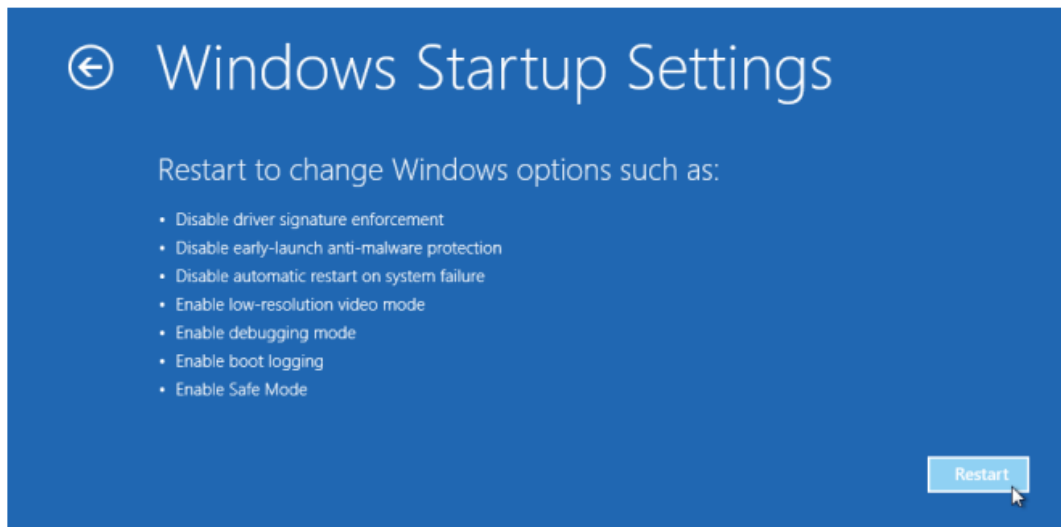 Windows Startup Settings
Restart to change Windows options such as:
• Disable driver signature enforcement
• Disable early-launch anti-malware protection
• Disable automatic restart on system failure
• Enable low-resolution video mode
• Enable debugging mode
• Enable boot logging
• Enable Safe Mode
Restart